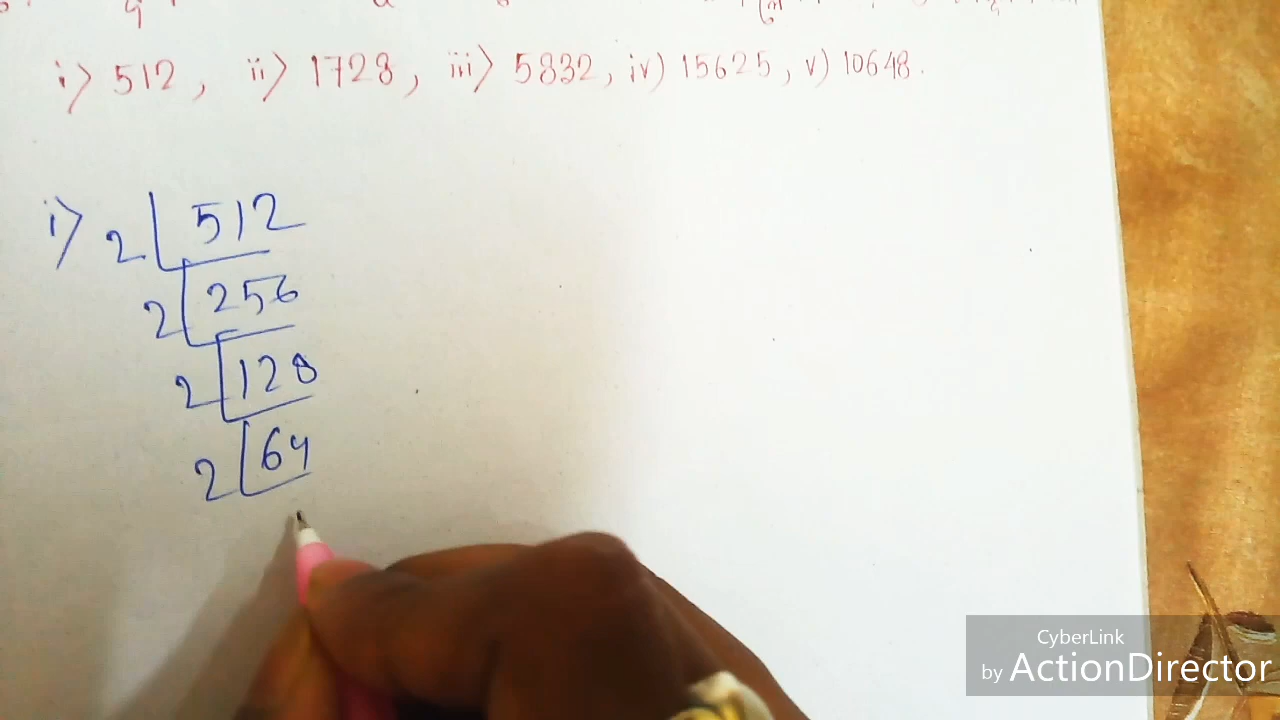 i> 512, ii> 1728, iii> 5832, iv) 15625, v) 10648.
i> 2 512
2 256
2 128
2 64
CyberLink
by ActionDirector